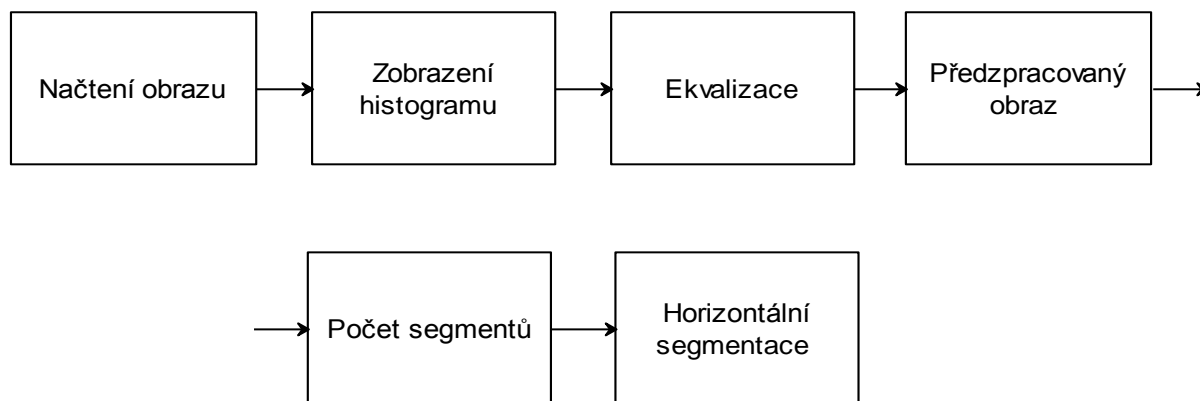 Načtení obrazu
Zobrazení
histogramu
Ekvalizace
Předzpracovaný
obraz
Počet segmentů
Horizontální
segmentace